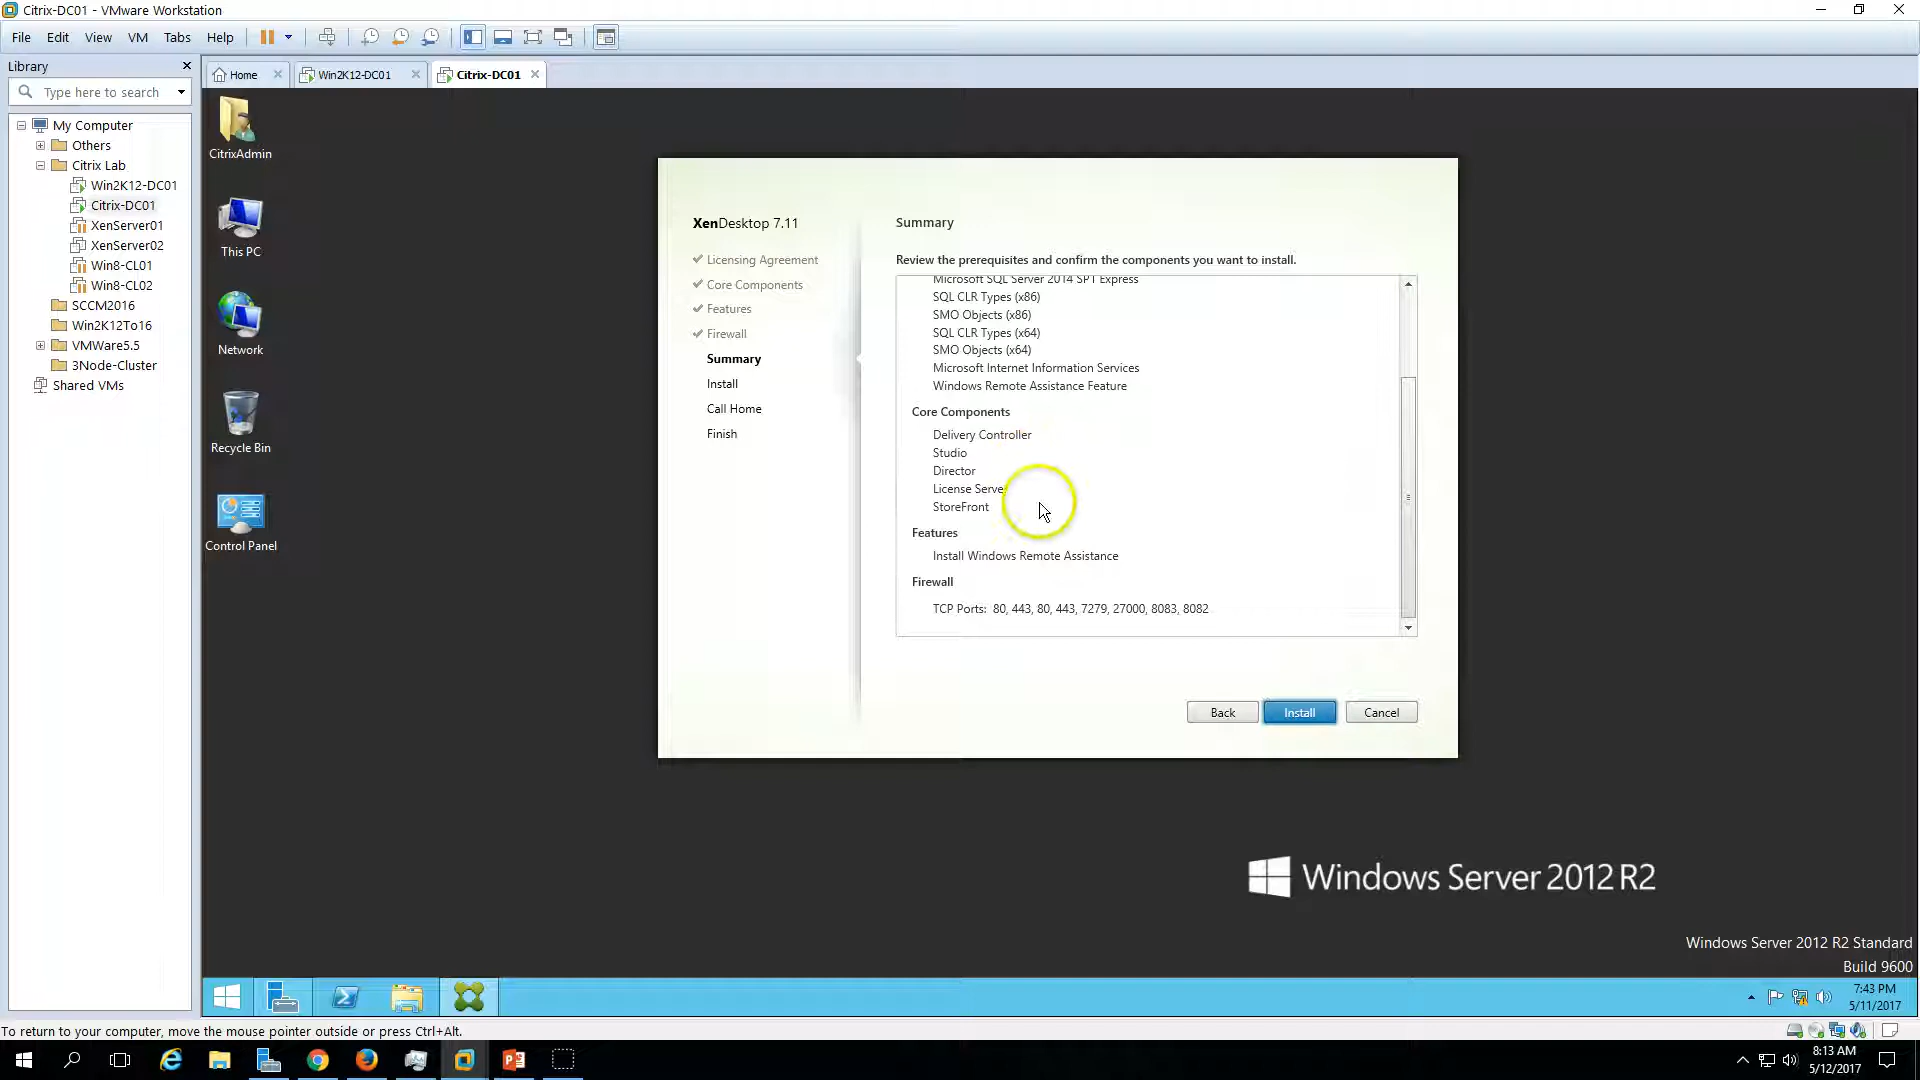 Citrix-DC01 - VMware Workstation
File Edit View VM Tabs Help
Library
Type here to search
My Computer
Others
Citrix Lab
Win2K12-DC01
Citrix-DC01
XenServer01
XenServer02
Win8-CL01
Win8-CL02
SCCM2016
Win2K12To16
VMWare5.5
3Node-Cluster
Shared VMs
Home Win2K12-DC01 Citrix-DC01
CitrixAdmin
This PC
Network
Recycle Bin
Control Panel
XenDesktop 7.11
Licensing Agreement
Core Components
Features
Firewall
Summary
Install
Call Home
Finish
Summary
Review the prerequisites and confirm the components you want to install.
Microsoft SQL Server 2014 SP1 Express
SQL CLR Types (x86)
SMO Objects (x86)
SQL CLR Types (x64)
SMO Objects (x64)
Microsoft Internet Information Services
Windows Remote Assistance Feature
Core Components
Delivery Controller
Studio
Director
License Server
StoreFront
Features
Install Windows Remote Assistance
Firewall
TCP Ports: 80, 443, 80, 443, 7279, 27000, 8083, 8082
Back Install Cancel
Windows Server 2012 R2
Windows Server 2012 R2 Standard
Build 9600
7:43 PM
5/11/2017
To return to your computer, move the mouse pointer outside or press Ctrl+Alt.
8:13 AM
5/12/2017